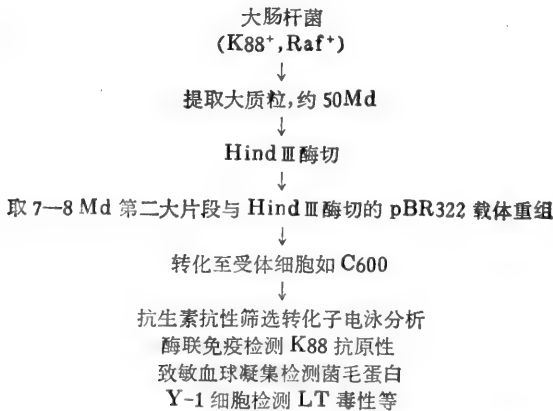 大肠杆菌
(K88⁺,Raf⁺)
↓
提取大质粒,约50Md
↓
HindⅢ酶切
↓
取7—8 Md 第二大片段与HindⅢ酶切的pBR322 载体重组
↓
转化至受体细胞如C600
↓
抗生素抗性筛选转化子电泳分析
酶联免疫检测K88抗原性
致敏血球凝集检测菌毛蛋白
Y-1细胞检测LT毒性等